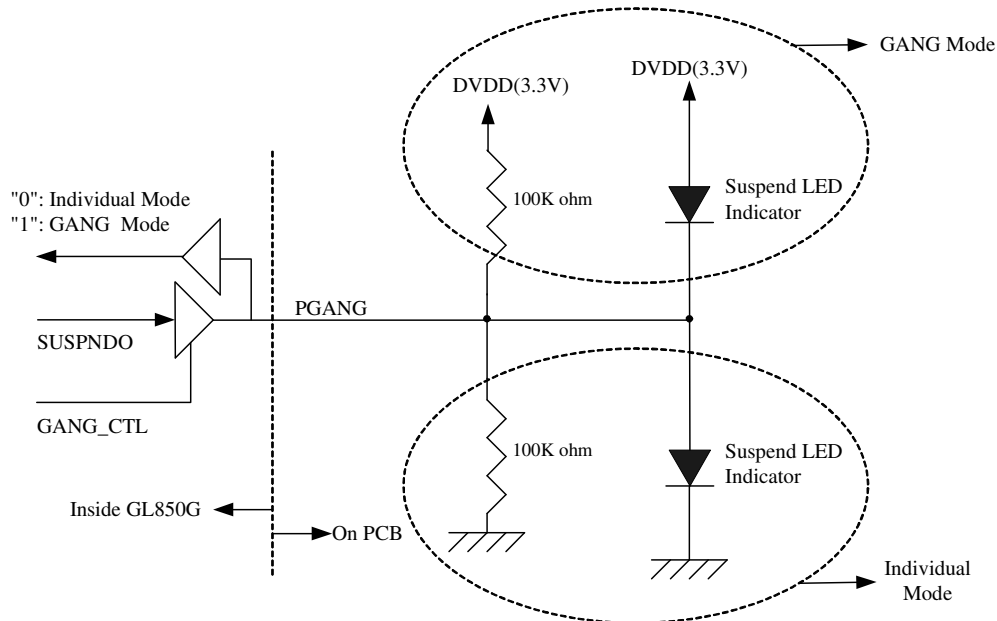 GANG Mode
DVDD(3.3V)
DVDD(3.3V)
"0": Individual Mode
"1": GANG Mode
100K ohm
Suspend LED
Indicator
PGANG
SUSPNDO
GANG_CTL
100K ohm
Suspend LED
Indicator
Inside GL850G
On PCB
Individual
Mode